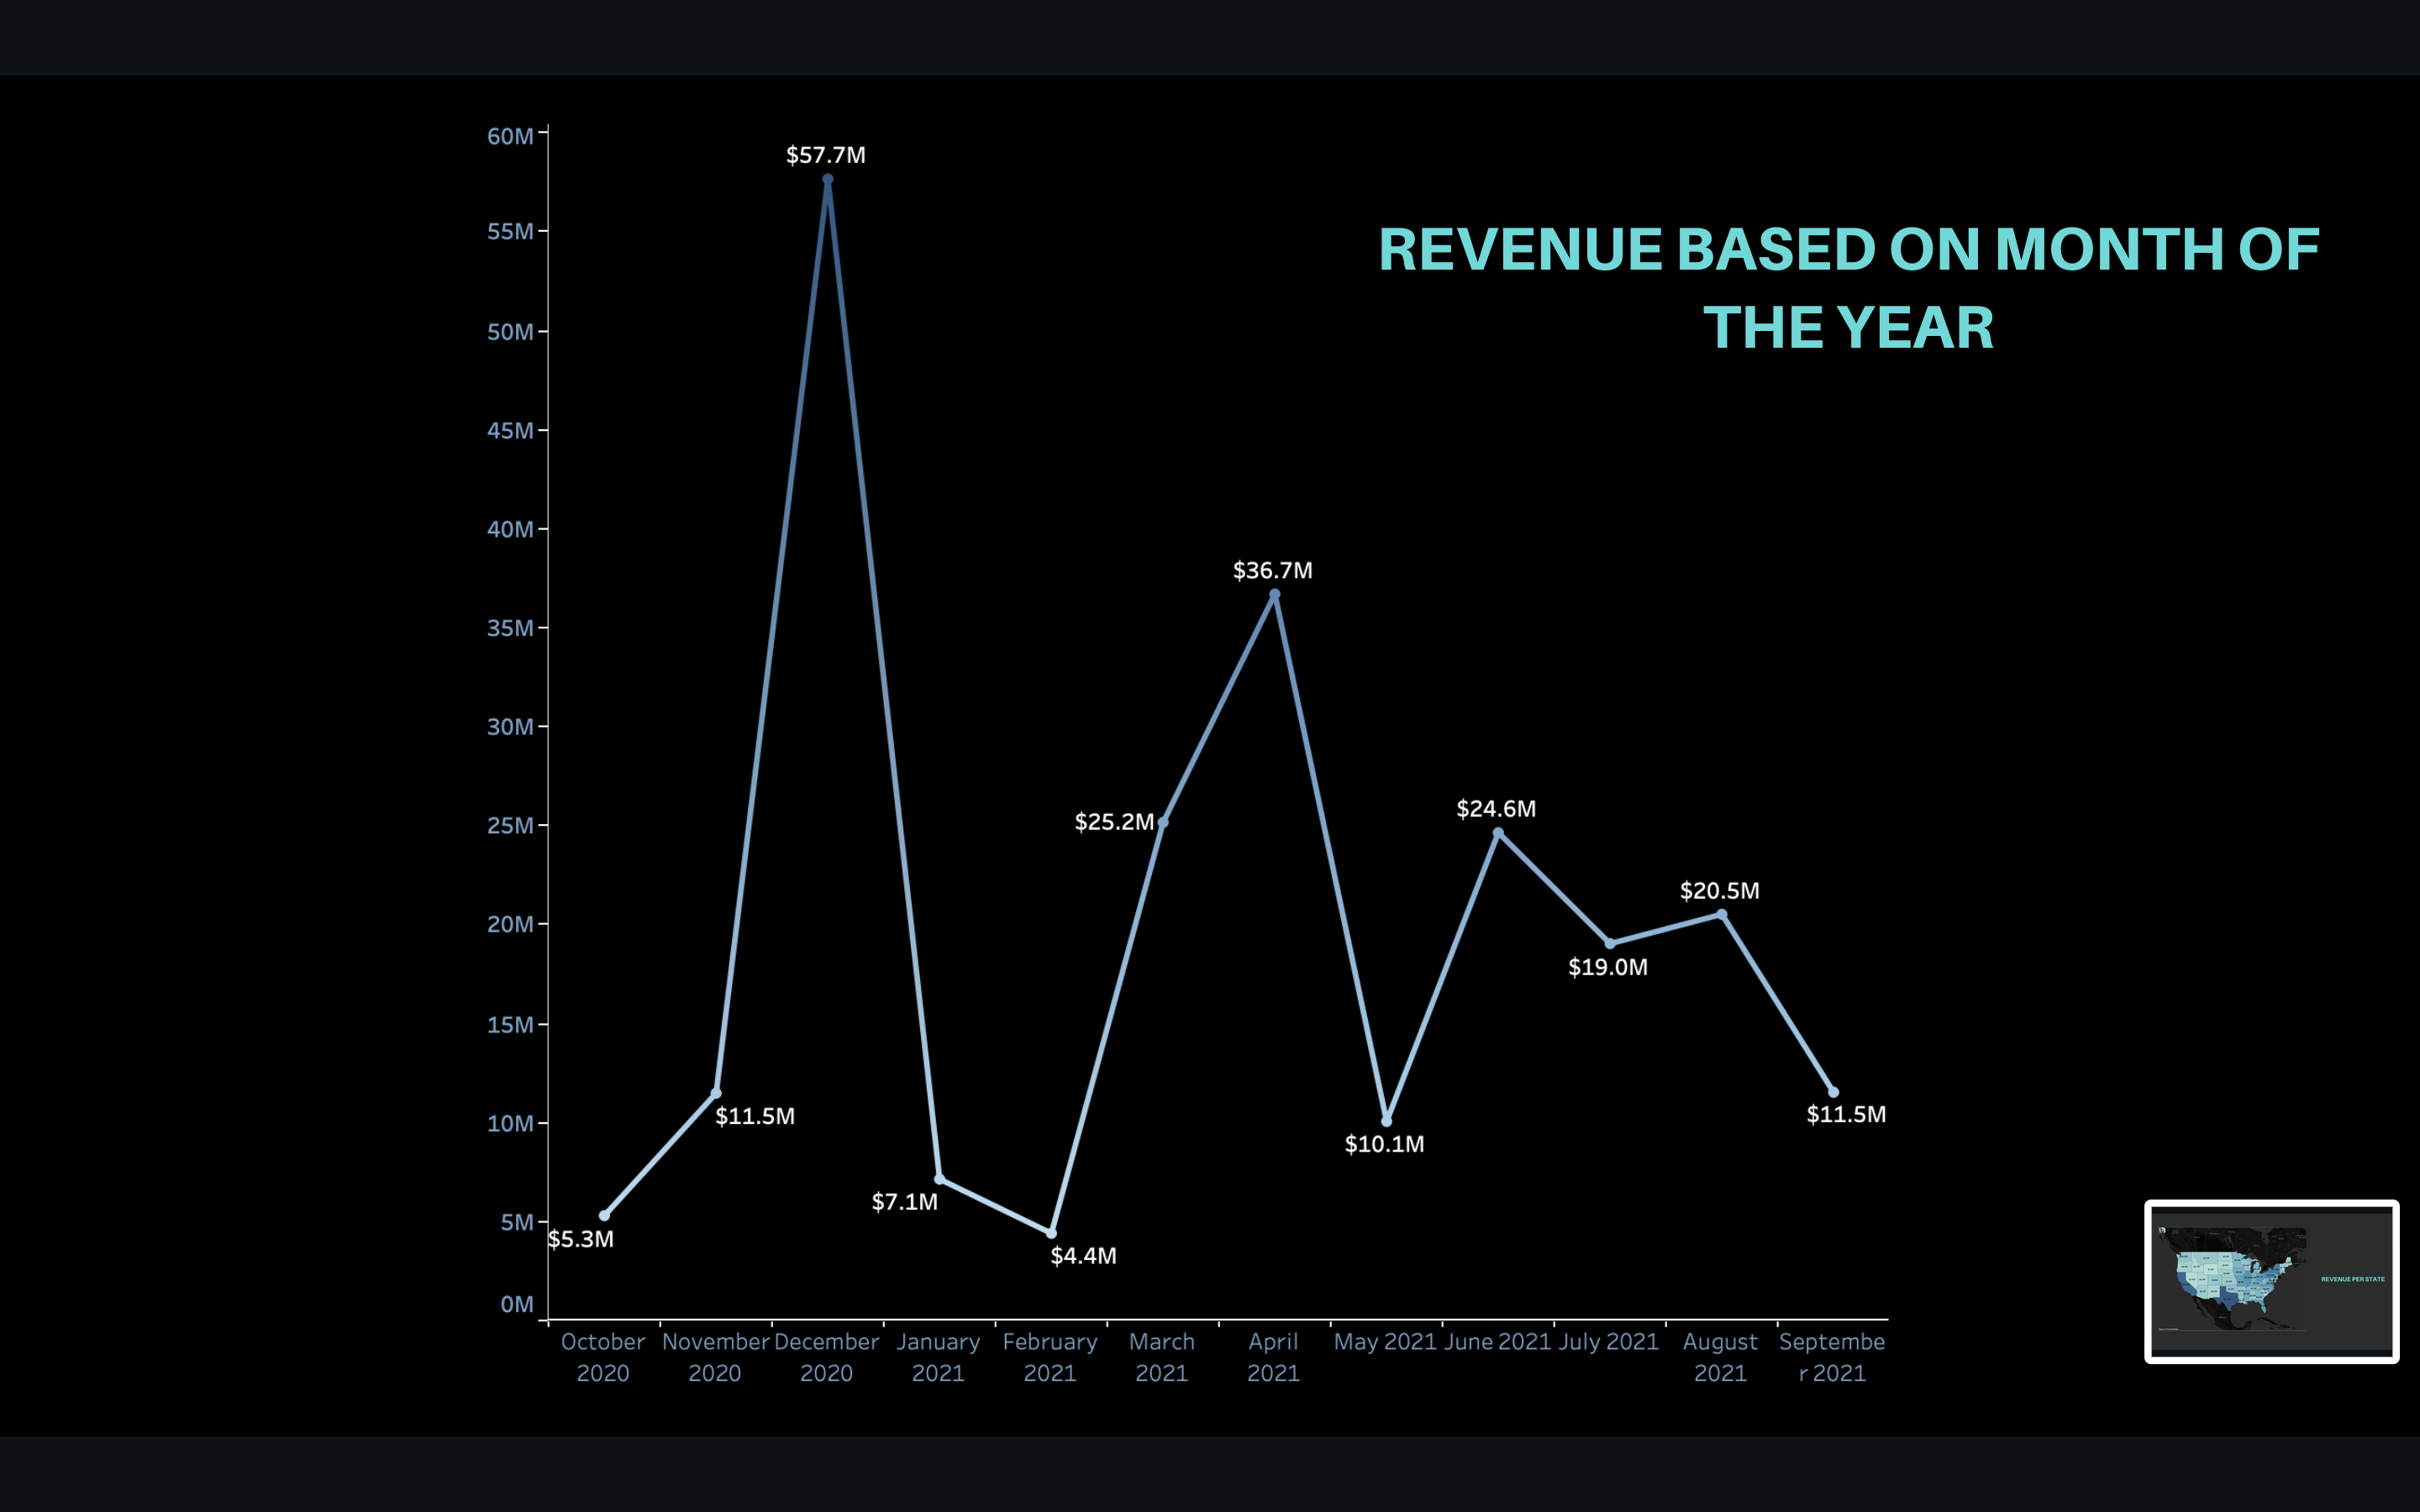 REVENUE BASED ON MONTH OF
THE YEAR
60M
55M
50M
45M
40M
35M
30M
25M
20M
15M
10M
5M
0M
$57.7M
$36.7M
$25.2M
$24.6M
$20.5M
$19.0M
$11.5M
$11.5M
$10.1M
$7.1M
$5.3M
$4.4M
October
2020
November
2020
December
2020
January
2021
February
2021
March
2021
April
2021
May 2021
June 2021
July 2021
August
2021
Septembe
r 2021
REVENUE PER STATE